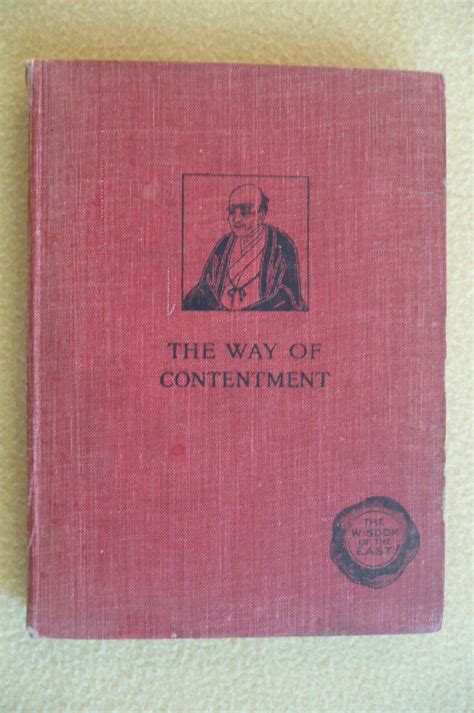 THE WAY OF
CONTENTMENT
THE
WISDOM
OF THE
EAST